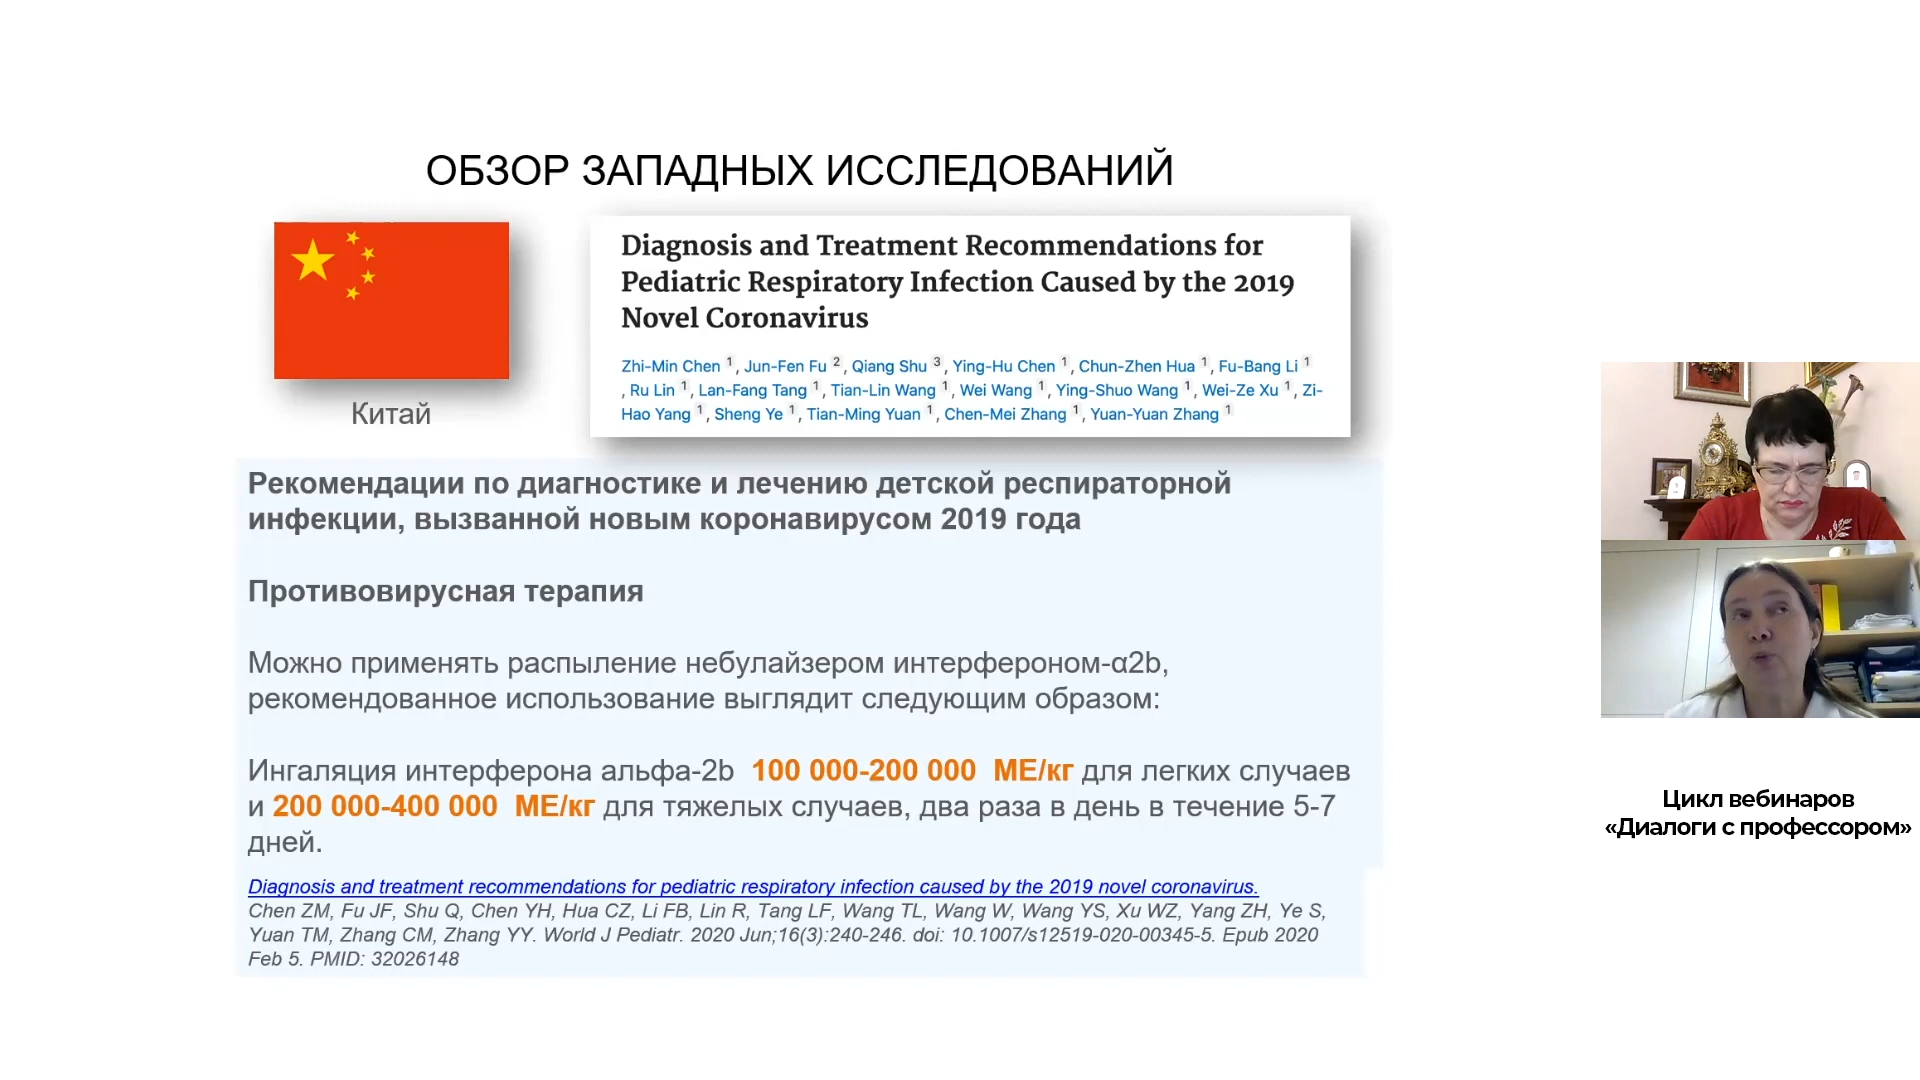 ОБЗОР ЗАПАДНЫХ ИССЛЕДОВАНИЙ
Китай
Diagnosis and Treatment Recommendations for
Pediatric Respiratory Infection Caused by the 2019
Novel Coronavirus
Zhi-Min Chen 1, Jun-Fen Fu 2, Qiang Shu 3, Ying-Hu Chen 1, Chun-Zhen Hua 1, Fu-Bang Li 1
, Ru Lin 1, Lan-Fang Tang 1, Tian-Lin Wang 1, Wei Wang 1, Ying-Shuo Wang 1, Wei-Ze Xu 1, Zi-
Hao Yang 1, Sheng Ye 1, Tian-Ming Yuan 1, Chen-Mei Zhang 1, Yuan-Yuan Zhang 1
Рекомендации по диагностике и лечению детской респираторной
инфекции, вызванной новым коронавирусом 2019 года
Противовирусная терапия
Можно применять распыление небулайзером интерфероном-α2b,
рекомендованное использование выглядит следующим образом:
Ингаляция интерферона альфа-2b 100 000-200 000 МЕ/кг для легких случаев
и 200 000-400 000 МЕ/кг для тяжелых случаев, два раза в день в течение 5-7
дней.
Diagnosis and treatment recommendations for pediatric respiratory infection caused by the 2019 novel coronavirus.
Chen ZM, Fu JF, Shu Q, Chen YH, Hua CZ, Li FB, Lin R, Tang LF, Wang TL, Wang W, Wang YS, Xu WZ, Yang ZH, Ye S,
Yuan TM, Zhang CM, Zhang YY. World J Pediatr. 2020 Jun;16(3):240-246. doi: 10.1007/s12519-020-00345-5. Epub 2020
Feb 5. PMID: 32026148
Цикл вебинаров
«Диалоги с профессором»